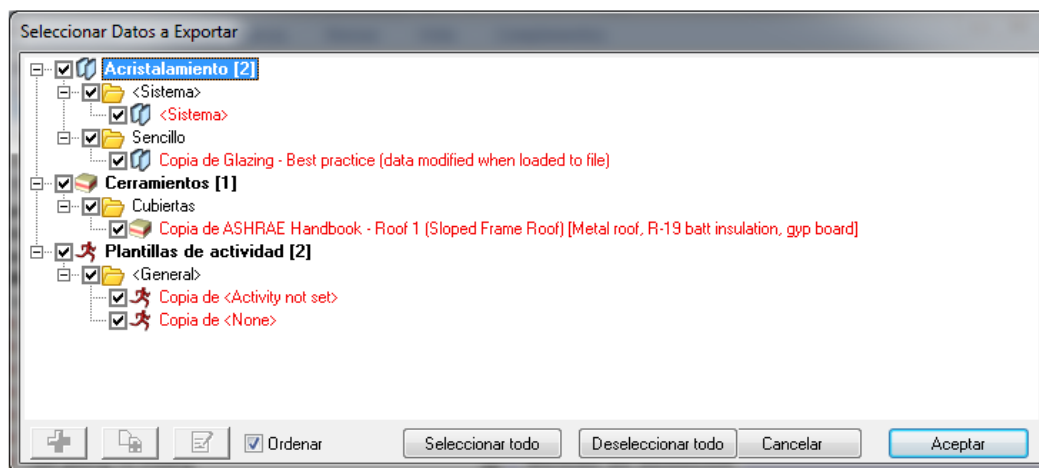 Seleccionar Datos a Exportar
Acristalamiento [2]
<Sistema>
<Sistema>
Sencillo
Copia de Glazing - Best practice (data modified when loaded to file)
Cerramientos [1]
Cubiertas
Copia de ASHRAE Handbook - Roof 1 (Sloped Frame Roof) [Metal roof, R-19 batt insulation, gyp board]
Plantillas de actividad [2]
<General>
Copia de <Activity not set>
Copia de <None>
Ordenar Seleccionar todo Deseleccionar todo Cancelar Aceptar